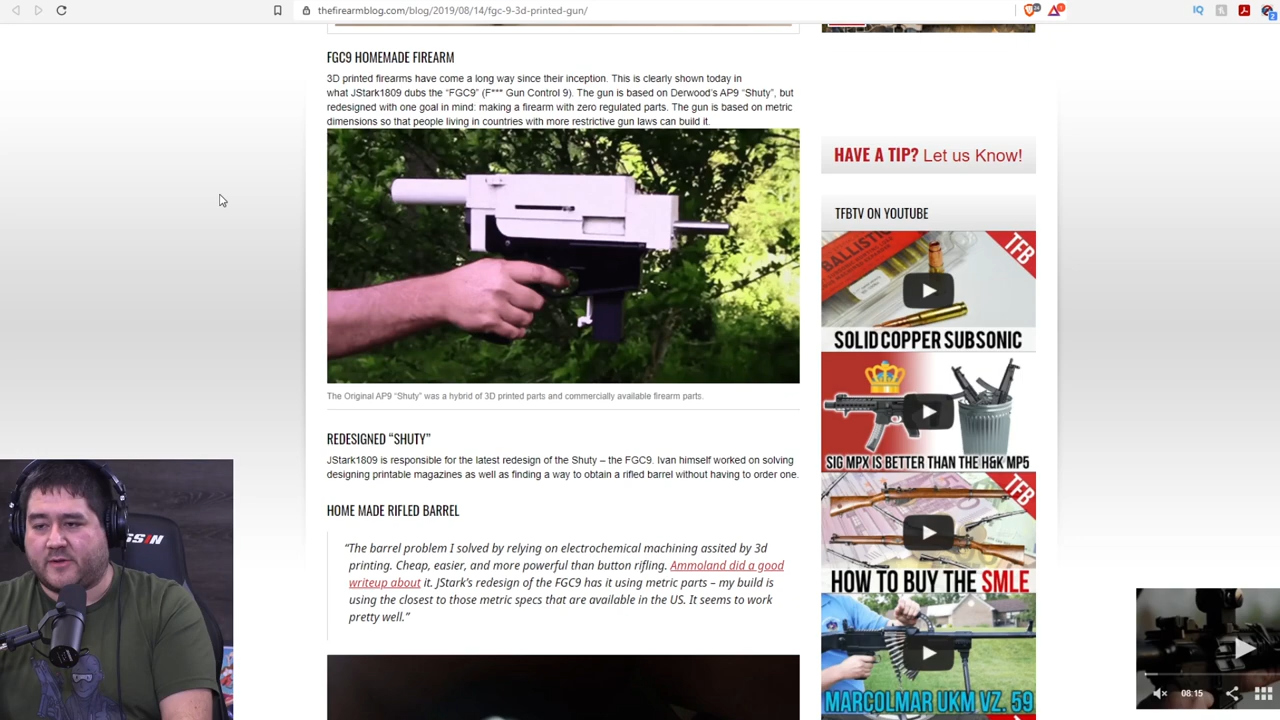 thefirearmblog.com/blog/2019/08/14/fgc-9-3d-printed-gun/
FGC9 HOMEMADE FIREARM
3D printed firearms have come a long way since their inception. This is clearly shown today in
what JStark1809 dubs the “FGC9” (F*** Gun Control 9). The gun is based on Derwood’s AP9 “Shuty”, but
redesigned with one goal in mind: making a firearm with zero regulated parts. The gun is based on metric
dimensions so that people living in countries with more restrictive gun laws can build it.
The Original AP9 “Shuty” was a hybrid of 3D printed parts and commercially available firearm parts.
REDESIGNED “SHUTY”
JStark1809 is responsible for the latest redesign of the Shuty – the FGC9. Ivan himself worked on solving
designing printable magazines as well as finding a way to obtain a rifled barrel without having to order one.
HOME MADE RIFLED BARREL
“The barrel problem I solved by relying on electrochemical machining assited by 3d
printing. Cheap, easier, and more powerful than button rifling. Ammoland did a good
writeup about it. JStark’s redesign of the FGC9 has it using metric parts – my build is
using the closest to those metric specs that are available in the US. It seems to work
pretty well.”
HAVE A TIP? Let us Know!
TFBTV ON YOUTUBE
BALLISTIC
TFB
SOLID COPPER SUBSONIC
SIG MPX IS BETTER THAN THE H&K MP5
TFB
HOW TO BUY THE SMLE
MARCOLMAR UKM VZ. 59
08:15